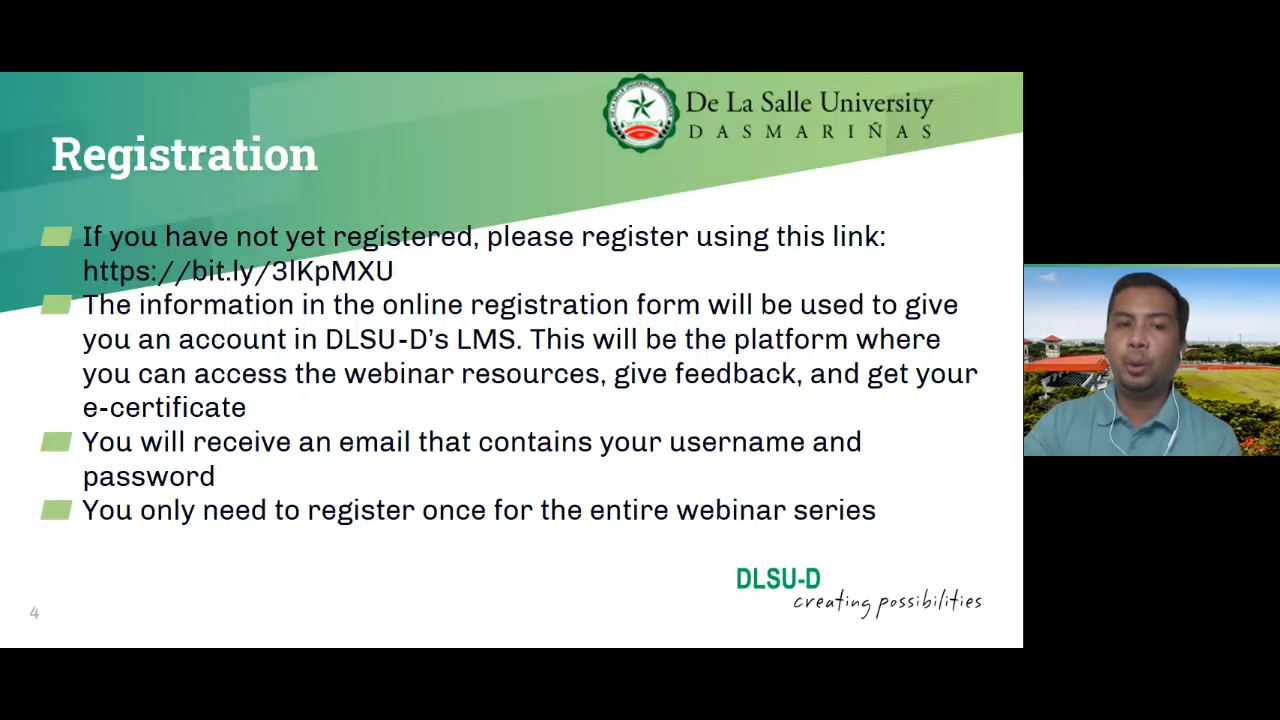 De La Salle University
DASMARIÑAS
Registration
If you have not yet registered, please register using this link:
https://bit.ly/3lKpMXU
The information in the online registration form will be used to give
you an account in DLSU-D’s LMS. This will be the platform where
you can access the webinar resources, give feedback, and get your
e-certificate
You will receive an email that contains your username and
password
You only need to register once for the entire webinar series
DLSU-D
creating possibilities
4